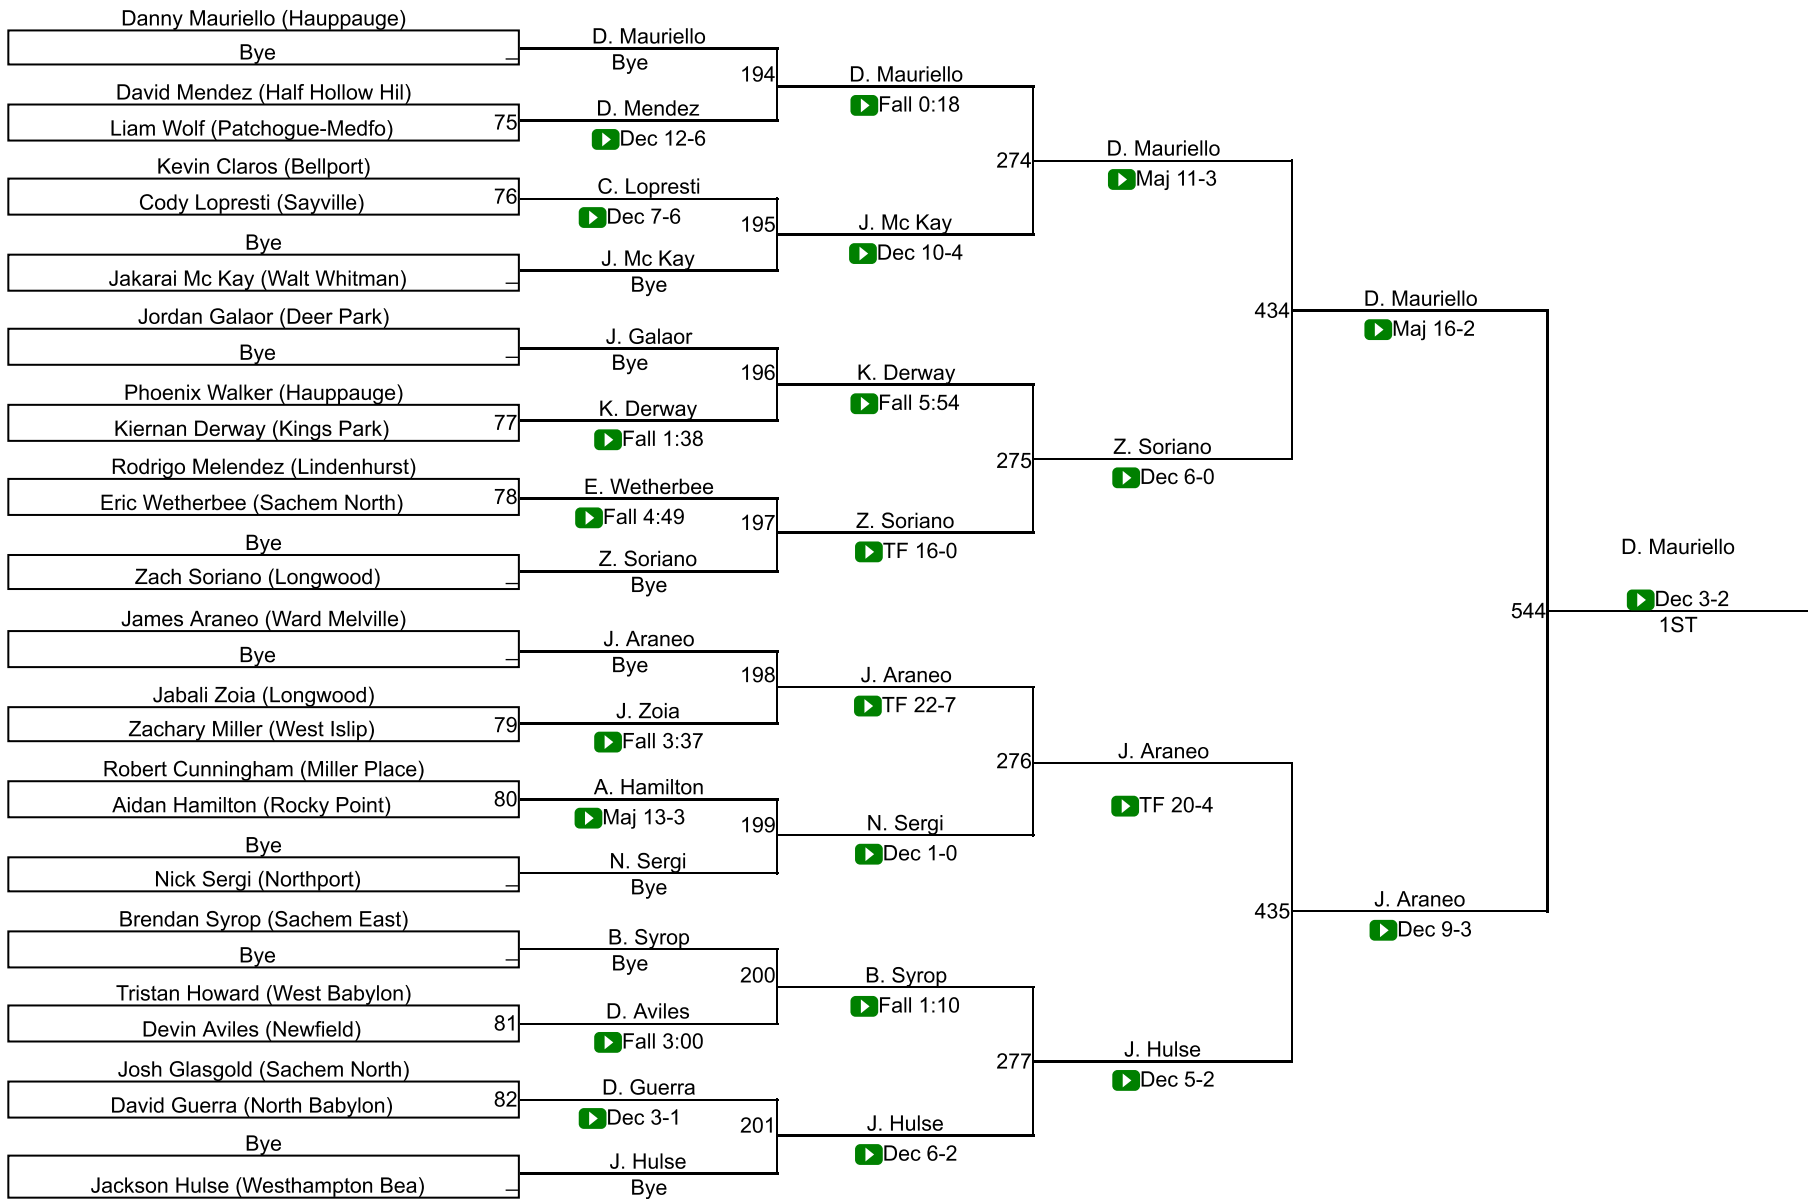 Danny Mauriello (Hauppauge)
Bye
David Mendez (Half Hollow Hil)
Liam Wolf (Patchogue-Medfo)
75
Kevin Claros (Bellport)
Cody Lopresti (Sayville)
76
Bye
Jakarai Mc Kay (Walt Whitman)
Jordan Galaor (Deer Park)
Bye
Phoenix Walker (Hauppauge)
Kiernan Derway (Kings Park)
77
Rodrigo Melendez (Lindenhurst)
Eric Wetherbee (Sachem North)
78
Bye
Zach Soriano (Longwood)
James Araneo (Ward Melville)
Bye
Jabali Zoia (Longwood)
Zachary Miller (West Islip)
79
Robert Cunningham (Miller Place)
Aidan Hamilton (Rocky Point)
80
Bye
Nick Sergi (Northport)
Brendan Syrop (Sachem East)
Bye
Tristan Howard (West Babylon)
Devin Aviles (Newfield)
81
Josh Glasgold (Sachem North)
David Guerra (North Babylon)
82
Bye
Jackson Hulse (Westhampton Bea)
D. Mauriello
Bye
194
D. Mendez
Dec 12-6
C. Lopresti
Dec 7-6
195
J. Mc Kay
Bye
J. Galaor
Bye
196
K. Derway
Fall 1:38
E. Wetherbee
Fall 4:49
197
Z. Soriano
Bye
J. Araneo
Bye
198
J. Zoia
Fall 3:37
A. Hamilton
Maj 13-3
199
N. Sergi
Bye
B. Syrop
Bye
200
D. Aviles
Fall 3:00
D. Guerra
Dec 3-1
201
J. Hulse
Bye
D. Mauriello
Fall 0:18
274
J. Mc Kay
Dec 10-4
K. Derway
Fall 5:54
275
Z. Soriano
TF 16-0
J. Araneo
TF 22-7
276
N. Sergi
Dec 1-0
B. Syrop
Fall 1:10
277
J. Hulse
Dec 6-2
D. Mauriello
Maj 11-3
434
Z. Soriano
Dec 6-0
J. Araneo
TF 20-4
435
J. Hulse
Dec 5-2
D. Mauriello
Maj 16-2
544
J. Araneo
Dec 9-3
D. Mauriello
Dec 3-2
1ST